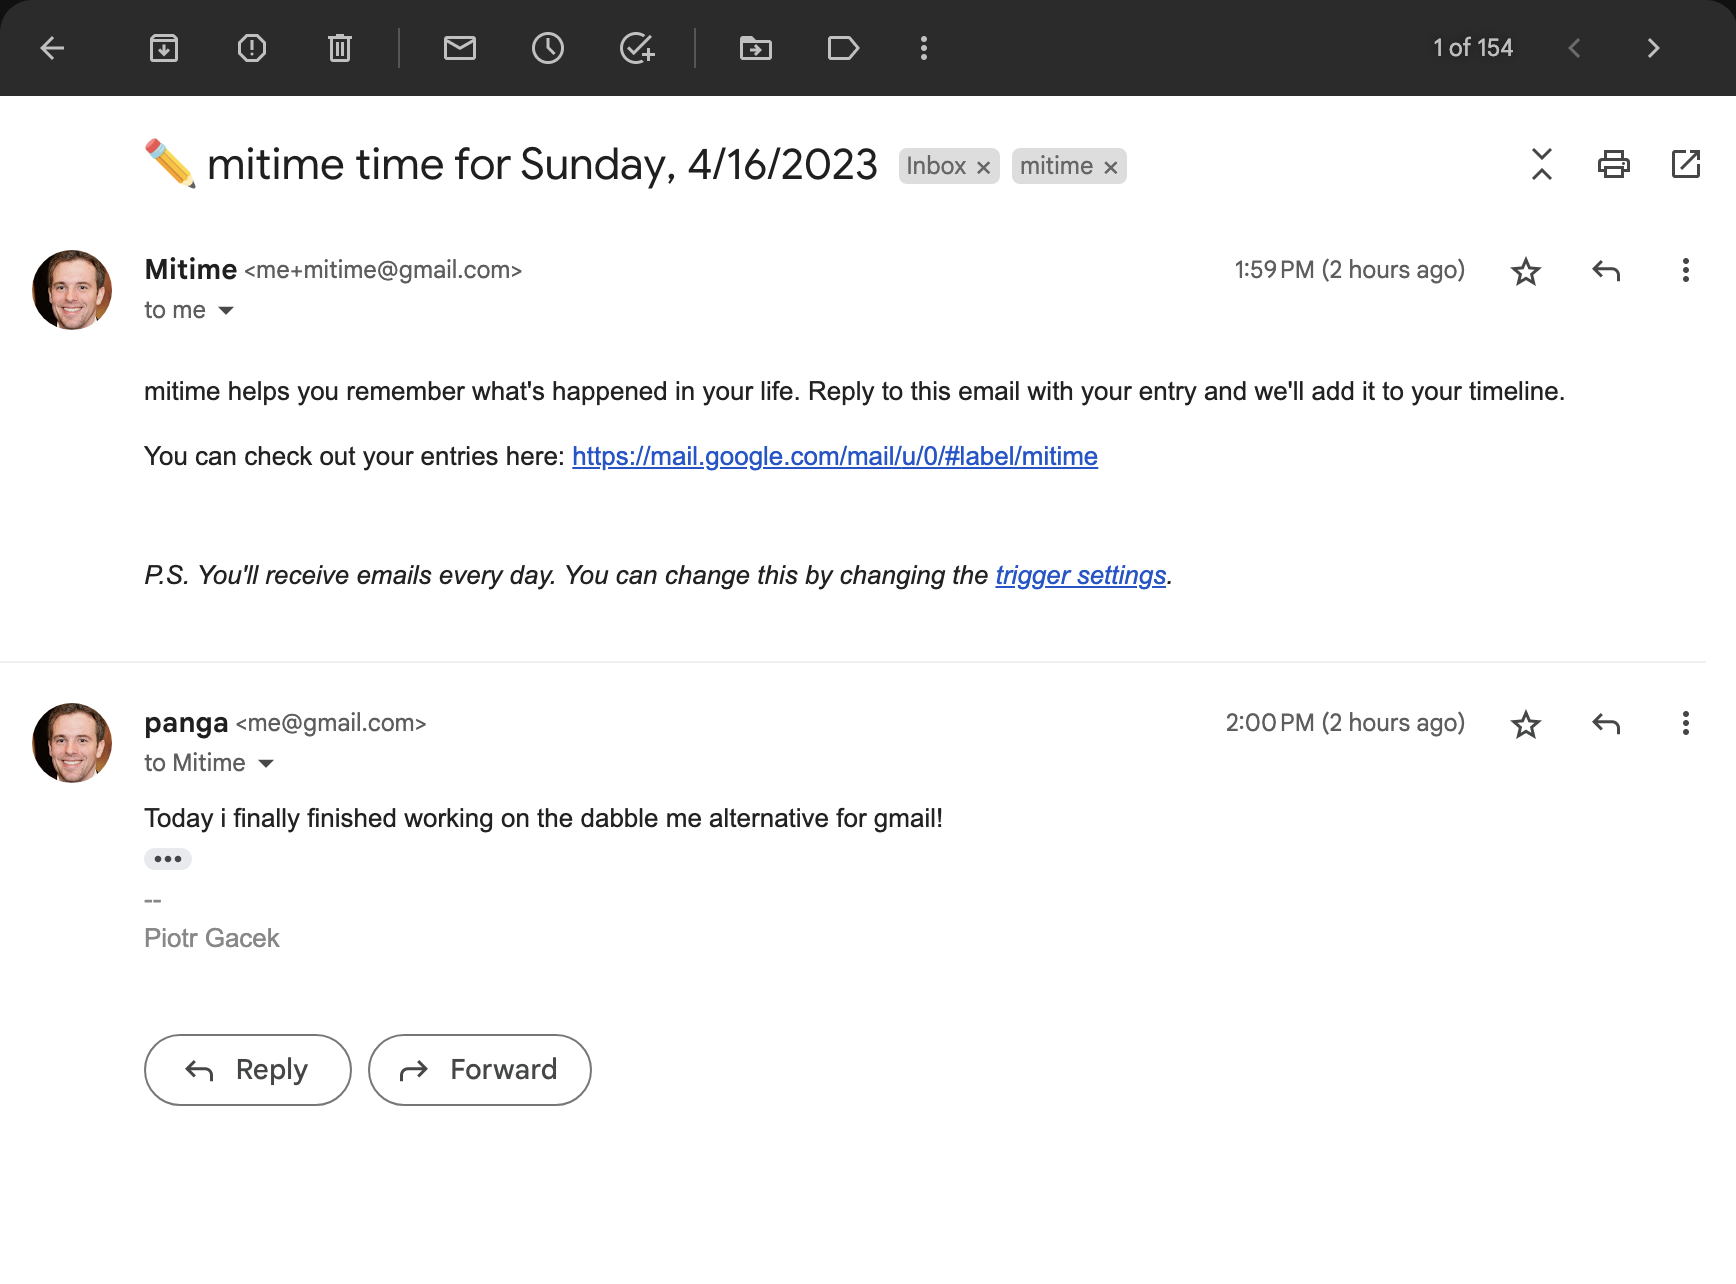 1 of 154
✏️ mitime time for Sunday, 4/16/2023 Inbox × mitime ×
Mitime <me+mitime@gmail.com> 1:59 PM (2 hours ago)
to me
mitime helps you remember what's happened in your life. Reply to this email with your entry and we'll add it to your timeline.
You can check out your entries here: https://mail.google.com/mail/u/0/#label/mitime
P.S. You'll receive emails every day. You can change this by changing the trigger settings.
panga <me@gmail.com> 2:00 PM (2 hours ago)
to Mitime
Today i finally finished working on the dabble me alternative for gmail!
•••
--
Piotr Gacek
Reply Forward